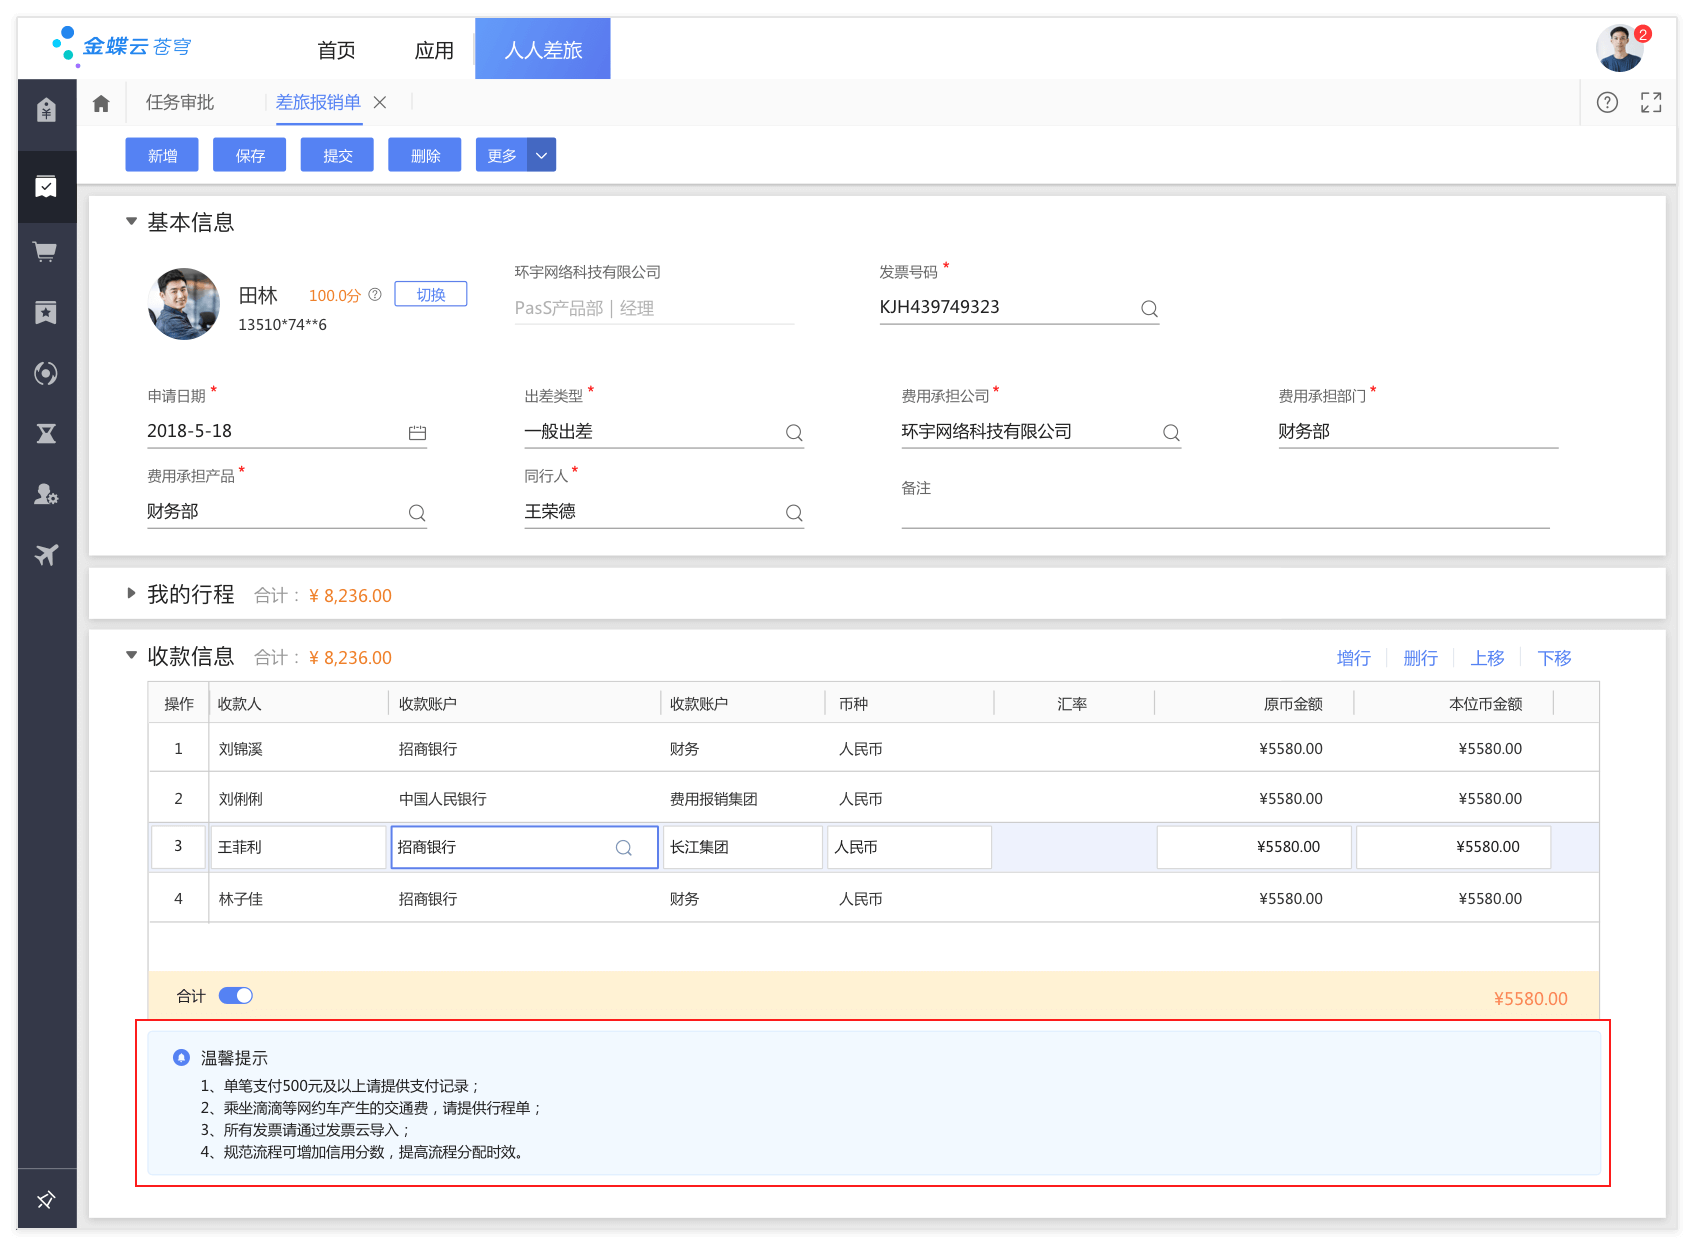 金蝶云 苍穹 首页 应用 人人差旅 2
任务审批 差旅报销单
新增 保存 提交 删除 更多
基本信息
环宇网络科技有限公司 发票号码 *
田林 100.0分 切换 PasS产品部 | 经理 KJH439749323
13510*74**6
申请日期 * 出差类型 * 费用承担公司 * 费用承担部门 *
2018-5-18 一般出差 环宇网络科技有限公司 财务部
费用承担产品 * 同行人 * 备注
财务部 王荣德
我的行程 合计： ¥ 8,236.00
收款信息 合计： ¥ 8,236.00 增行 删行 上移 下移
操作 收款人 收款账户 收款账户 币种 汇率 原币金额 本位币金额
1 刘锦溪 招商银行 财务 人民币 ¥5580.00 ¥5580.00
2 刘俐俐 中国人民银行 费用报销集团 人民币 ¥5580.00 ¥5580.00
3 王菲利 招商银行 长江集团 人民币 ¥5580.00 ¥5580.00
4 林子佳 招商银行 财务 人民币 ¥5580.00 ¥5580.00
合计 ¥5580.00
温馨提示
1、单笔支付500元及以上请提供支付记录；
2、乘坐滴滴等网约车产生的交通费，请提供行程单；
3、所有发票请通过发票云导入；
4、规范流程可增加信用分数，提高流程分配时效。